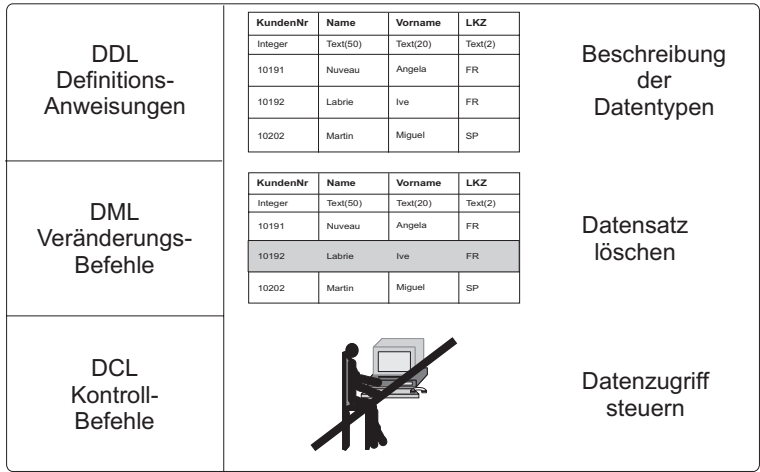 DDL
Definitions-
Anweisungen
KundenNr Name Vorname LKZ
Integer Text(50) Text(20) Text(2)
10191 Nuveau Angela FR
10192 Labrie Ive FR
10202 Martin Miguel SP
Beschreibung
der
Datentypen
DML
Veränderungs-
Befehle
KundenNr Name Vorname LKZ
Integer Text(50) Text(20) Text(2)
10191 Nuveau Angela FR
10192 Labrie Ive FR
10202 Martin Miguel SP
Datensatz
löschen
DCL
Kontroll-
Befehle
Datenzugriff
steuern